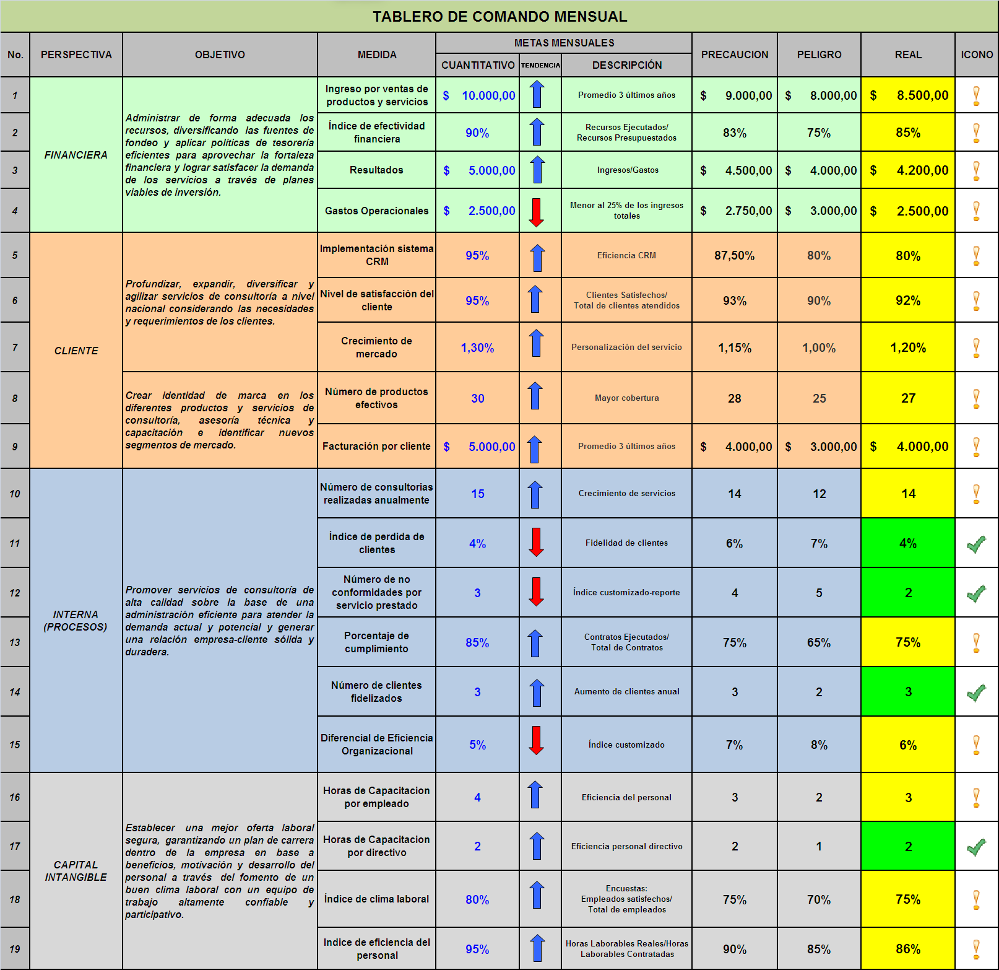 TABLERO DE COMANDO MENSUAL
No.
PERSPECTIVA
OBJETIVO
MEDIDA
METAS MENSUALES
CUANTITATIVO
TENDENCIA
DESCRIPCIÓN
PRECAUCION
PELIGRO
REAL
ICONO
FINANCIERA
Administrar de forma adecuada los
recursos, diversificando las fuentes de
fondeo y aplicar políticas de tesorería
eficientes para aprovechar la fortaleza
financiera y lograr satisfacer la demanda
de los servicios a través de planes
viables de inversión.
1
Ingreso por ventas de
productos y servicios
$ 10.000,00
Promedio 3 últimos años
$ 9.000,00
$ 8.000,00
$ 8.500,00
2
Índice de efectividad
financiera
90%
Recursos Ejecutados/
Recursos Presupuestados
83%
75%
85%
3
Resultados
$ 5.000,00
Ingresos/Gastos
$ 4.500,00
$ 4.000,00
$ 4.200,00
4
Gastos Operacionales
$ 2.500,00
Menor al 25% de los ingresos
totales
$ 2.750,00
$ 3.000,00
$ 2.500,00
CLIENTE
Profundizar, expandir, diversificar y
agilizar servicios de consultoría a nivel
nacional considerando las necesidades
y requerimientos de los clientes.
5
Implementación sistema
CRM
95%
Eficiencia CRM
87,50%
80%
80%
6
Nivel de satisfacción del
cliente
95%
Clientes Satisfechos/
Total de clientes atendidos
93%
90%
92%
7
Crecimiento de
mercado
1,30%
Personalización del servicio
1,15%
1,00%
1,20%
Crear identidad de marca en los
diferentes productos y servicios de
consultoría, asesoría técnica y
capacitación e identificar nuevos
segmentos de mercado.
8
Número de productos
efectivos
30
Mayor cobertura
28
25
27
9
Facturación por cliente
$ 5.000,00
Promedio 3 últimos años
$ 4.000,00
$ 3.000,00
$ 4.000,00
INTERNA
(PROCESOS)
Promover servicios de consultoría de
alta calidad sobre la base de una
administración eficiente para atender la
demanda actual y potencial y generar
una relación empresa-cliente sólida y
duradera.
10
Número de consultorias
realizadas anualmente
15
Crecimiento de servicios
14
12
14
11
Índice de perdida de
clientes
4%
Fidelidad de clientes
6%
7%
4%
12
Número de no
conformidades por
servicio prestado
3
Índice customizado-reporte
4
5
2
13
Porcentaje de
cumplimiento
85%
Contratos Ejecutados/
Total de Contratos
75%
65%
75%
14
Número de clientes
fidelizados
3
Aumento de clientes anual
3
2
3
15
Diferencial de Eficiencia
Organizacional
5%
Índice customizado
7%
8%
6%
CAPITAL
INTANGIBLE
Establecer una mejor oferta laboral
segura, garantizando un plan de carrera
dentro de la empresa en base a
beneficios, motivación y desarrollo del
personal a través del fomento de un
buen clima laboral con un equipo de
trabajo altamente confiable y
participativo.
16
Horas de Capacitacion
por empleado
4
Eficiencia del personal
3
2
3
17
Horas de Capacitacion
por directivo
2
Eficiencia personal directivo
2
1
2
18
Índice de clima laboral
80%
Encuestas:
Empleados satisfechos/
Total de empleados
75%
70%
75%
19
Indice de eficiencia del
personal
95%
Horas Laborables Reales/Horas
Laborables Contratadas
90%
85%
86%